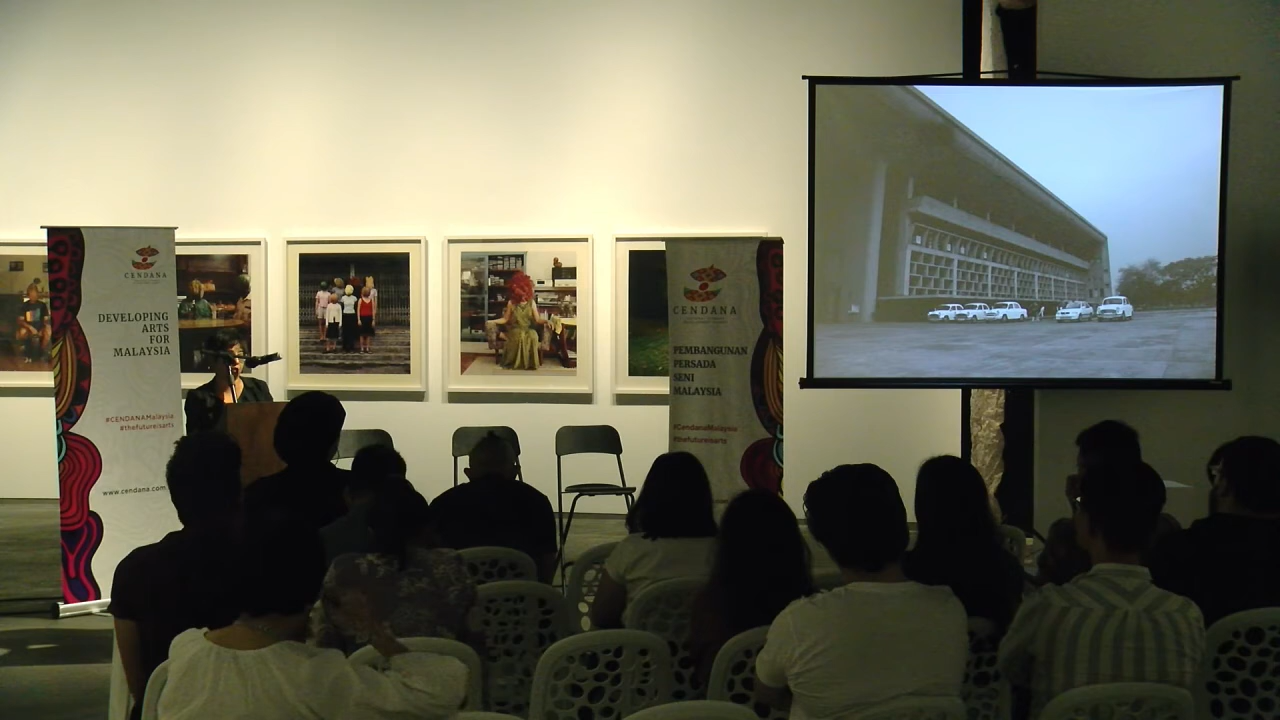 CENDANA
DEVELOPING
ARTS
FOR
MALAYSIA
#CENDANAMalaysia
#thefutureisarts
www.cendana.com.
CENDANA
PEMBANGUNAN
PERSADA
SENI
MALAYSIA
#CendanaMalaysia
#thefutureisarts